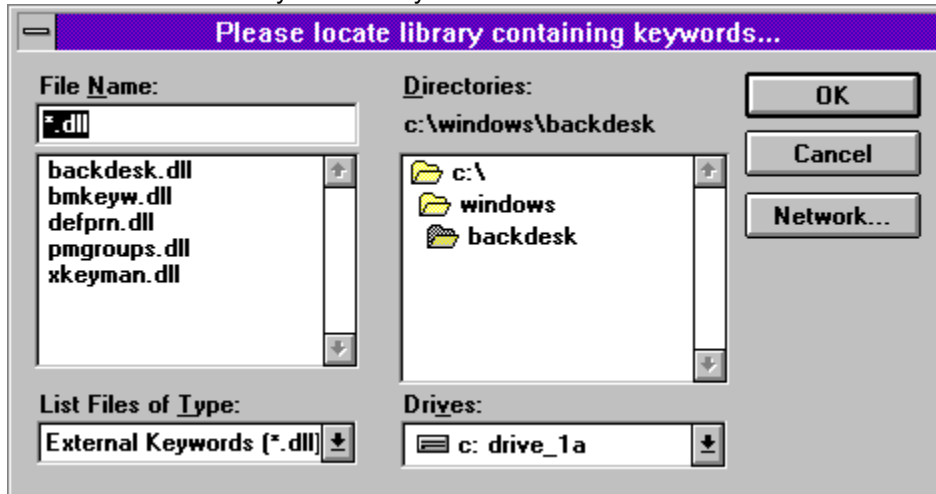 Please locate library containing keywords...
File Name:
*.dll
backdesk.dll
bmkeyw.dll
defprn.dll
pmgroups.dll
xkeyman.dll
List Files of Type:
External Keywords (*.dll)
Directories:
c:\windows\backdesk
c:\
windows
backdesk
Drives:
c: drive_1a
OK
Cancel
Network...